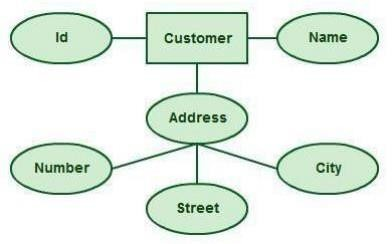 Id
Customer
Name
Address
Number
City
Street